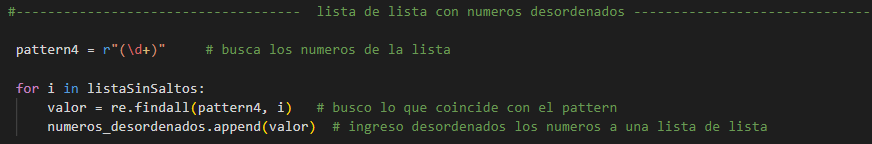 #---------------------------------- lista de lista con numeros desordenados -----------------------------
pattern4 = r"(\d+)"     # busca los numeros de la lista
for i in listaSinSaltos:
    valor = re.findall(pattern4, i)   # busco lo que coincide con el pattern
    numeros_desordenados.append(valor)  # ingreso desordenados los numeros a una lista de lista